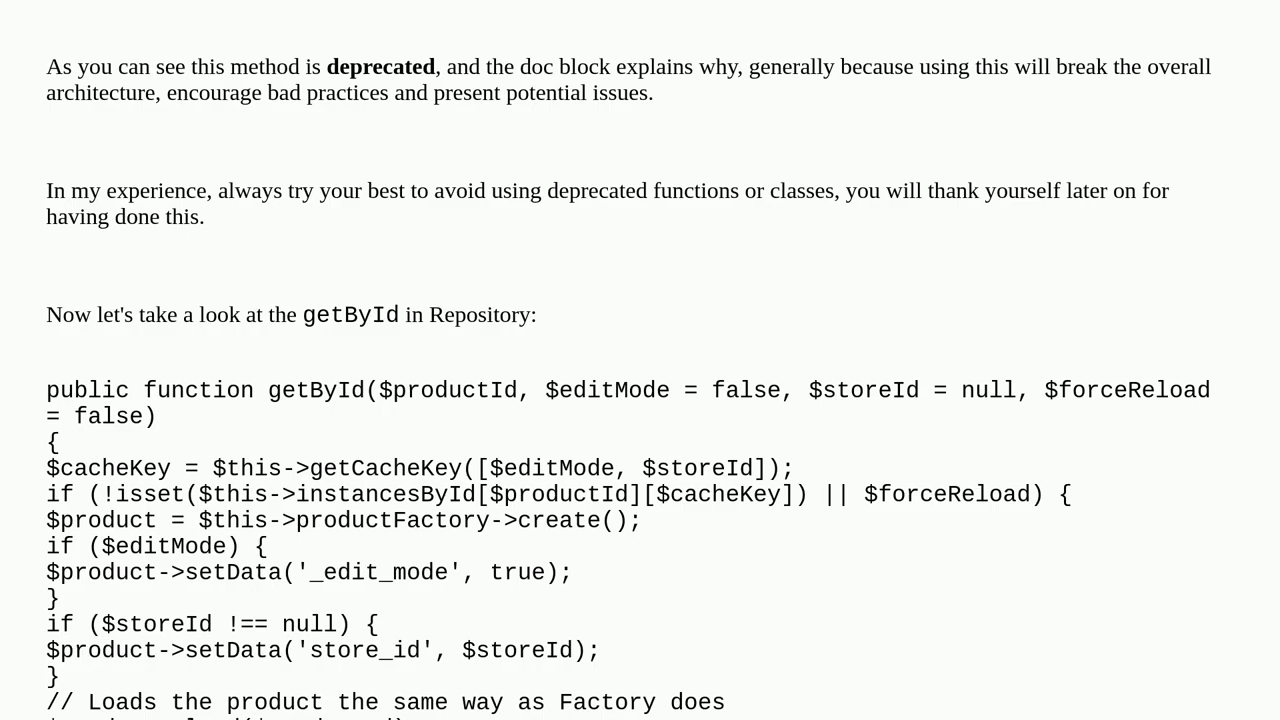 As you can see this method is deprecated, and the doc block explains why, generally because using this will break the overall
architecture, encourage bad practices and present potential issues.
In my experience, always try your best to avoid using deprecated functions or classes, you will thank yourself later on for
having done this.
Now let's take a look at the getById in Repository:
public function getById($productId, $editMode = false, $storeId = null, $forceReload
= false)
{
$cacheKey = $this->getCacheKey([$editMode, $storeId]);
if (!isset($this->instancesById[$productId][$cacheKey]) || $forceReload) {
$product = $this->productFactory->create();
if ($editMode) {
$product->setData('_edit_mode', true);
}
if ($storeId !== null) {
$product->setData('store_id', $storeId);
}
// Loads the product the same way as Factory does